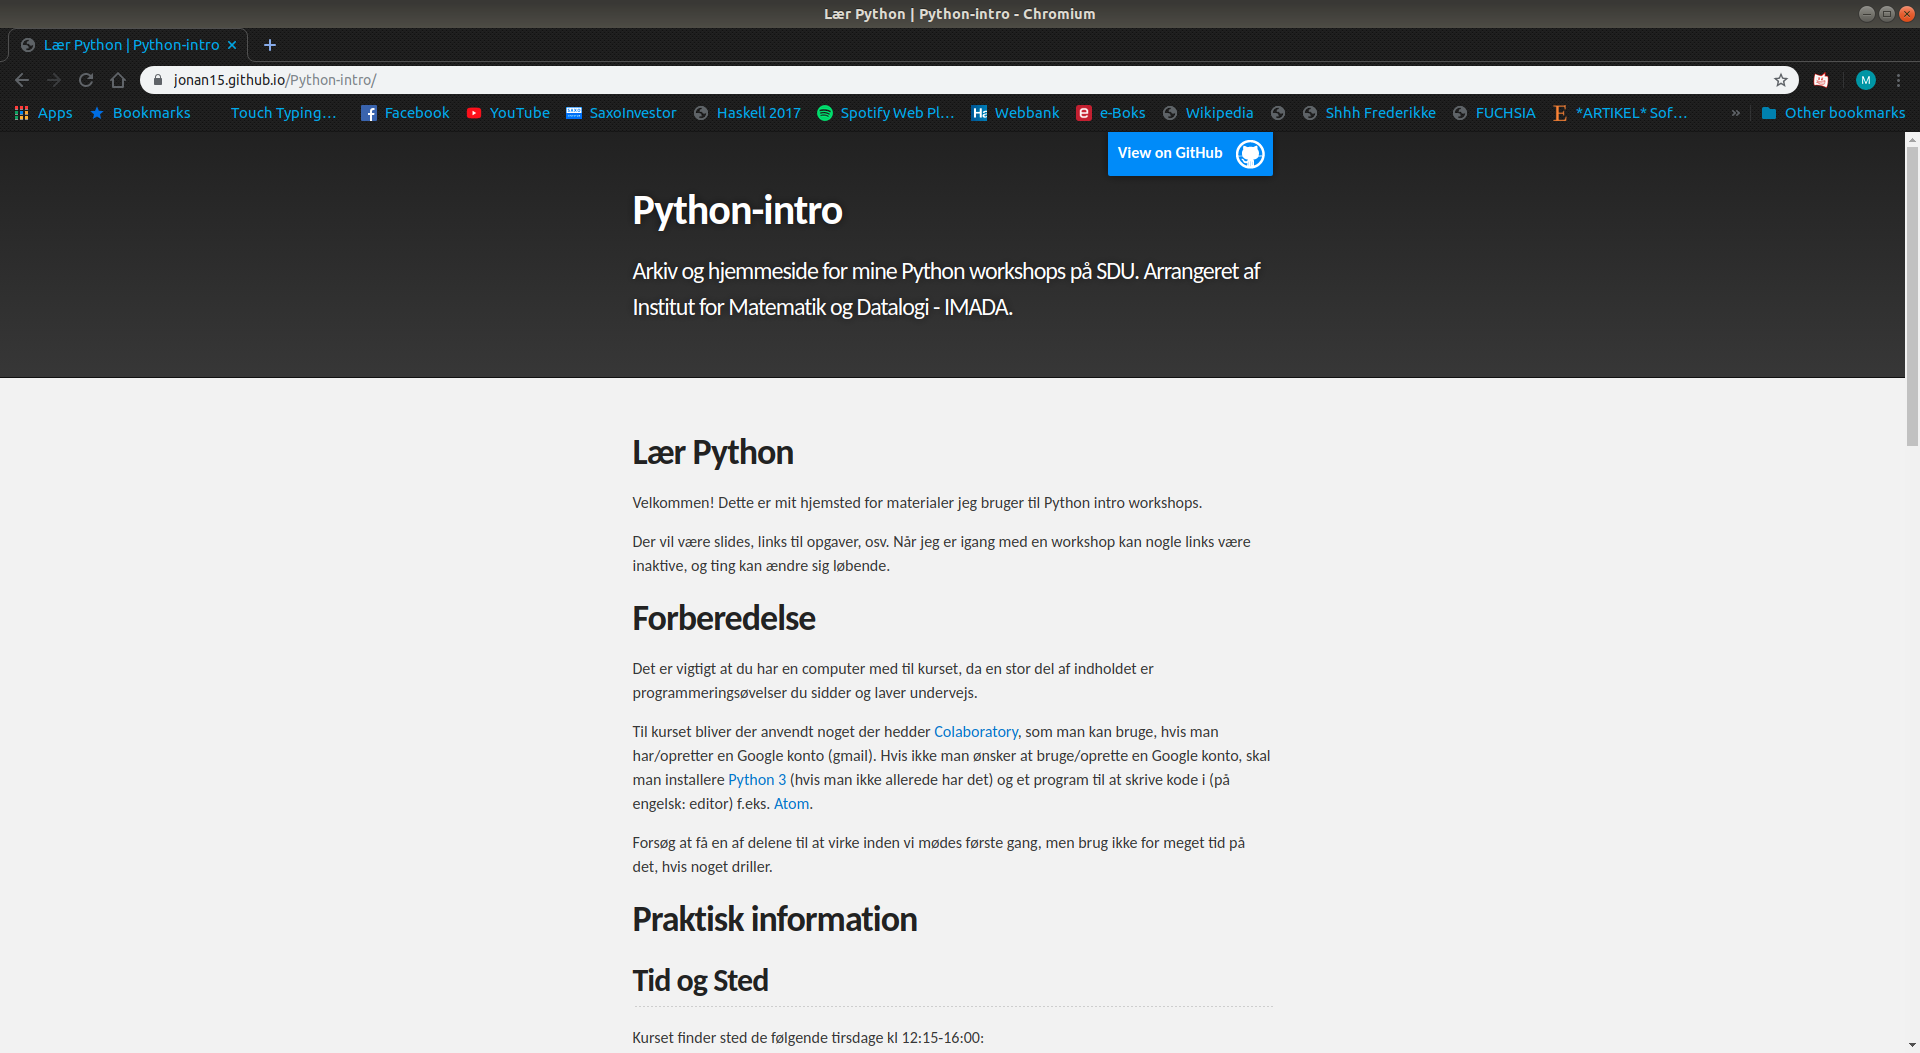 Lær Python | Python-intro - Chromium
Lær Python | Python-intro
jonan15.github.io/Python-intro/
M
Apps Bookmarks Touch Typing… Facebook YouTube SaxoInvestor Haskell 2017 Spotify Web Pl… Webbank e-Boks Wikipedia Shhh Frederikke FUCHSIA *ARTIKEL* Sof… » Other bookmarks
View on GitHub
Python-intro
Arkiv og hjemmeside for mine Python workshops på SDU. Arrangeret af
Institut for Matematik og Datalogi - IMADA.
Lær Python
Velkommen! Dette er mit hjemsted for materialer jeg bruger til Python intro workshops.
Der vil være slides, links til opgaver, osv. Når jeg er igang med en workshop kan nogle links være
inaktive, og ting kan ændre sig løbende.
Forberedelse
Det er vigtigt at du har en computer med til kurset, da en stor del af indholdet er
programmeringsøvelser du sidder og laver undervejs.
Til kurset bliver der anvendt noget der hedder Colaboratory, som man kan bruge, hvis man
har/opretter en Google konto (gmail). Hvis ikke man ønsker at bruge/oprette en Google konto, skal
man installere Python 3 (hvis man ikke allerede har det) og et program til at skrive kode i (på
engelsk: editor) f.eks. Atom.
Forsøg at få en af delene til at virke inden vi mødes første gang, men brug ikke for meget tid på
det, hvis noget driller.
Praktisk information
Tid og Sted
Kurset finder sted de følgende tirsdage kl 12:15-16:00: